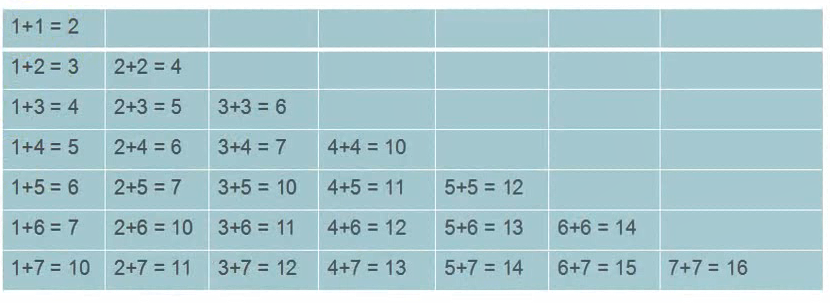 1+1 = 2
1+2 = 3 2+2 = 4
1+3 = 4 2+3 = 5 3+3 = 6
1+4 = 5 2+4 = 6 3+4 = 7 4+4 = 10
1+5 = 6 2+5 = 7 3+5 = 10 4+5 = 11 5+5 = 12
1+6 = 7 2+6 = 10 3+6 = 11 4+6 = 12 5+6 = 13 6+6 = 14
1+7 = 10 2+7 = 11 3+7 = 12 4+7 = 13 5+7 = 14 6+7 = 15 7+7 = 16